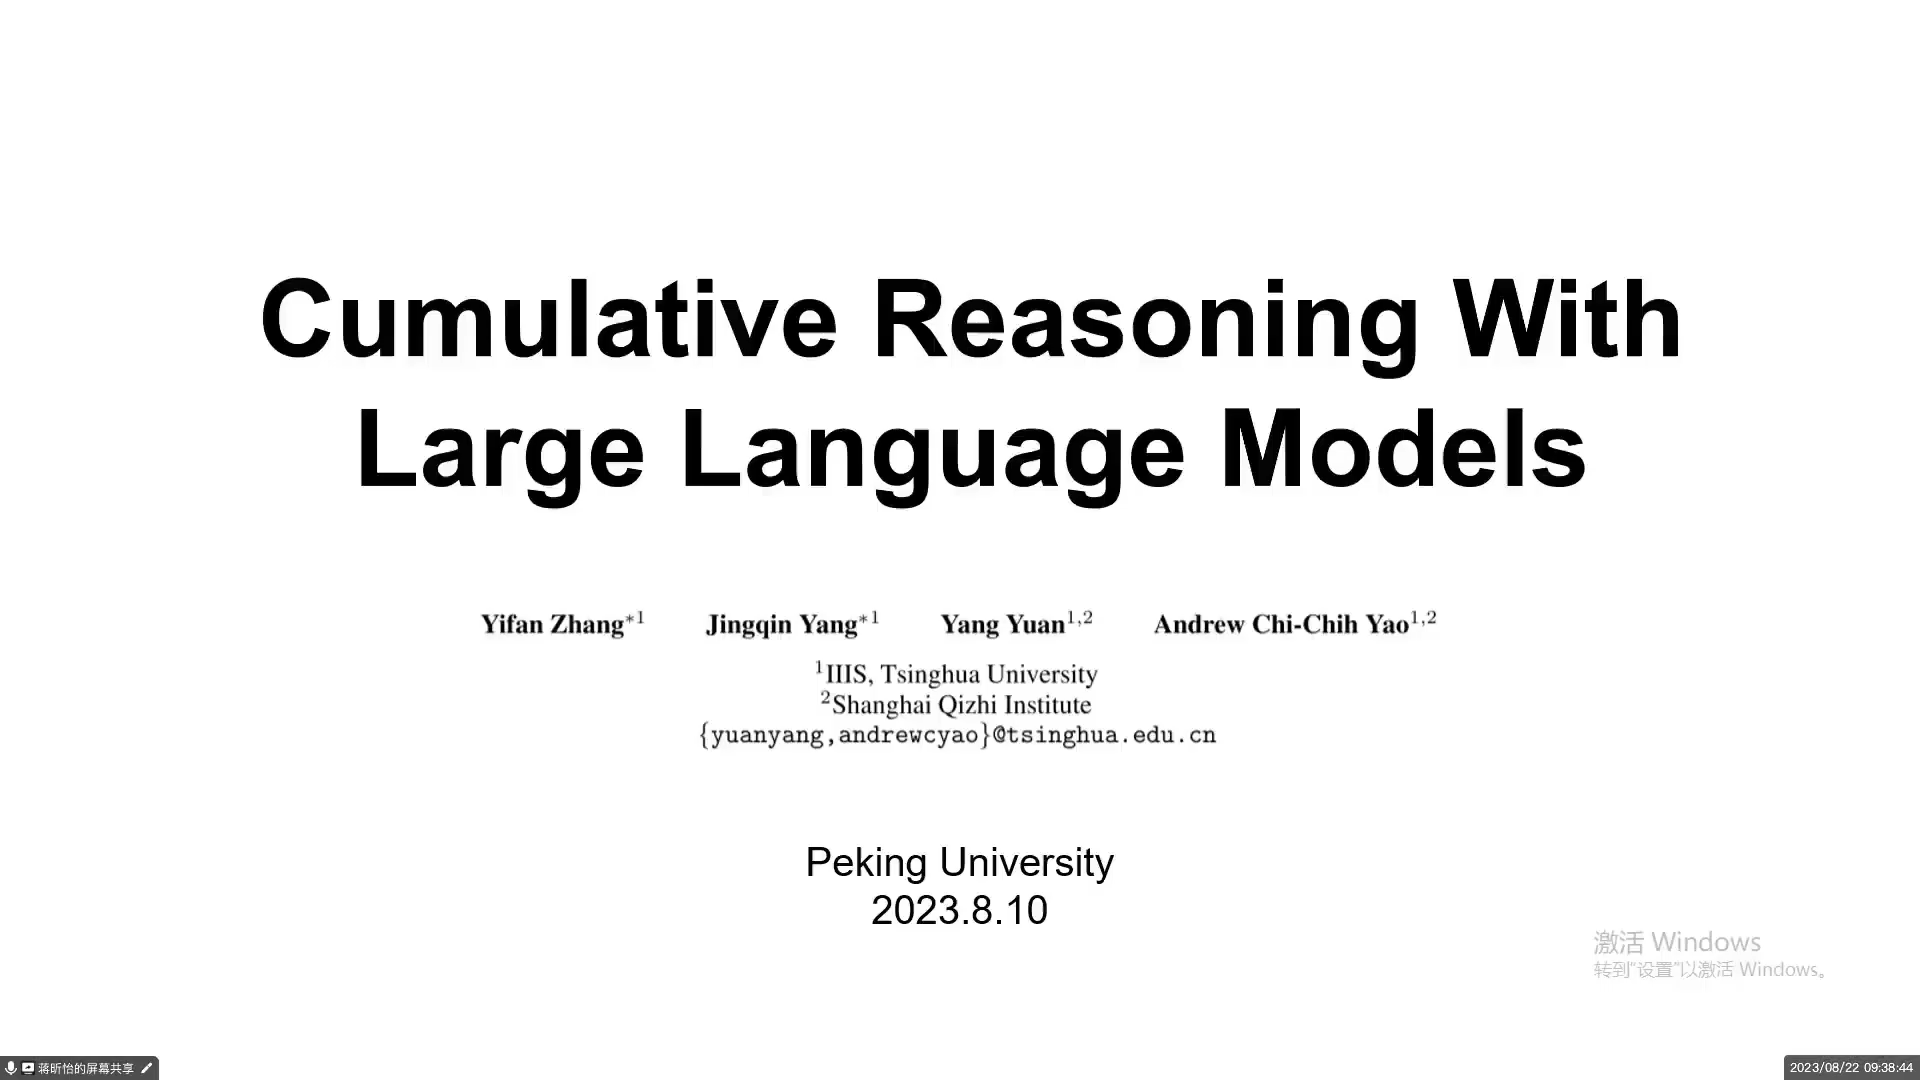 Cumulative Reasoning With
Large Language Models
Yifan Zhang*1 Jingqin Yang*1 Yang Yuan1,2 Andrew Chi-Chih Yao1,2
1IIIS, Tsinghua University
2Shanghai Qizhi Institute
{yuanyang,andrewcyao}@tsinghua.edu.cn
Peking University
2023.8.10
激活 Windows
转到"设置"以激活 Windows。
蒋昕怡的屏幕共享
2023/08/22 09:38:44